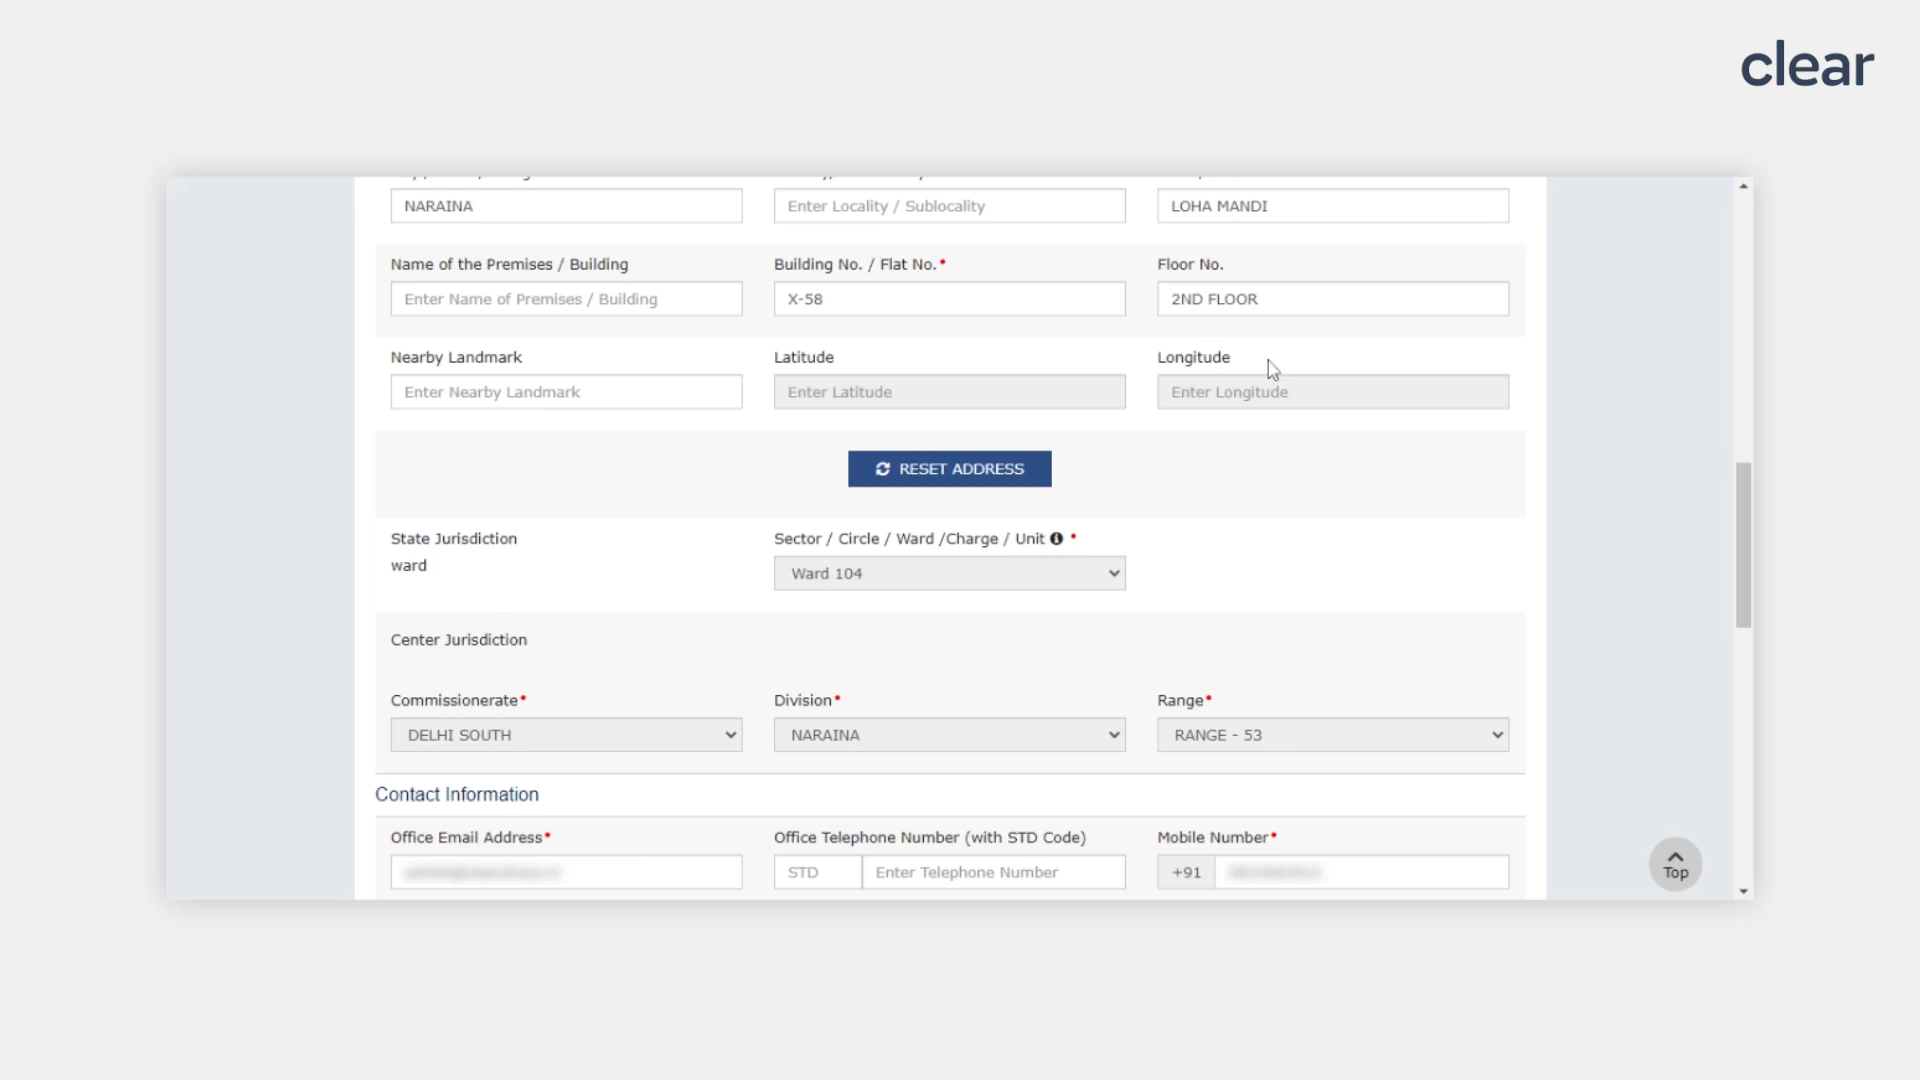 clear
NARAINA
Enter Locality / Sublocality
LOHA MANDI
Name of the Premises / Building
Building No. / Flat No.*
Floor No.
Enter Name of Premises / Building
X-58
2ND FLOOR
Nearby Landmark
Latitude
Longitude
Enter Nearby Landmark
Enter Latitude
Enter Longitude
RESET ADDRESS
State Jurisdiction
Sector / Circle / Ward /Charge / Unit *
ward
Ward 104
Center Jurisdiction
Commissionerate*
Division*
Range*
DELHI SOUTH
NARAINA
RANGE - 53
Contact Information
Office Email Address*
Office Telephone Number (with STD Code)
Mobile Number*
STD
Enter Telephone Number
+91
Top